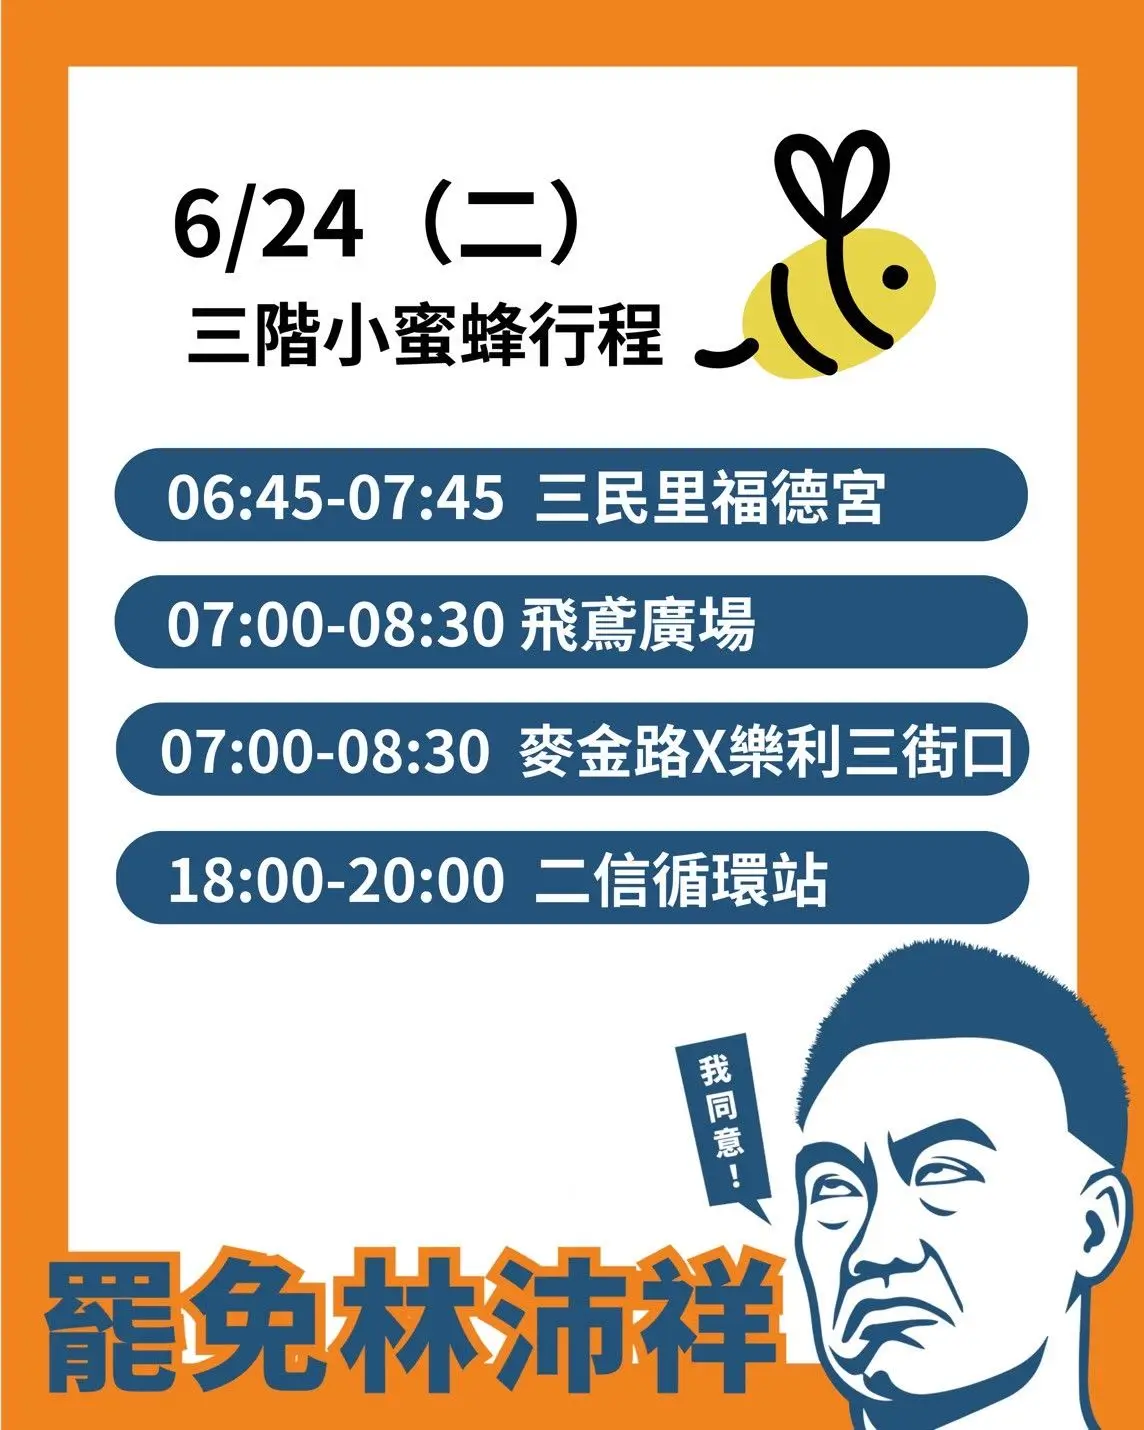 6/24（二）
三階小蜜蜂行程
06:45-07:45 三民里福德宮
07:00-08:30 飛鳶廣場
07:00-08:30 麥金路X樂利三街口
18:00-20:00 二信循環站
我同意！
罷免林沛祥